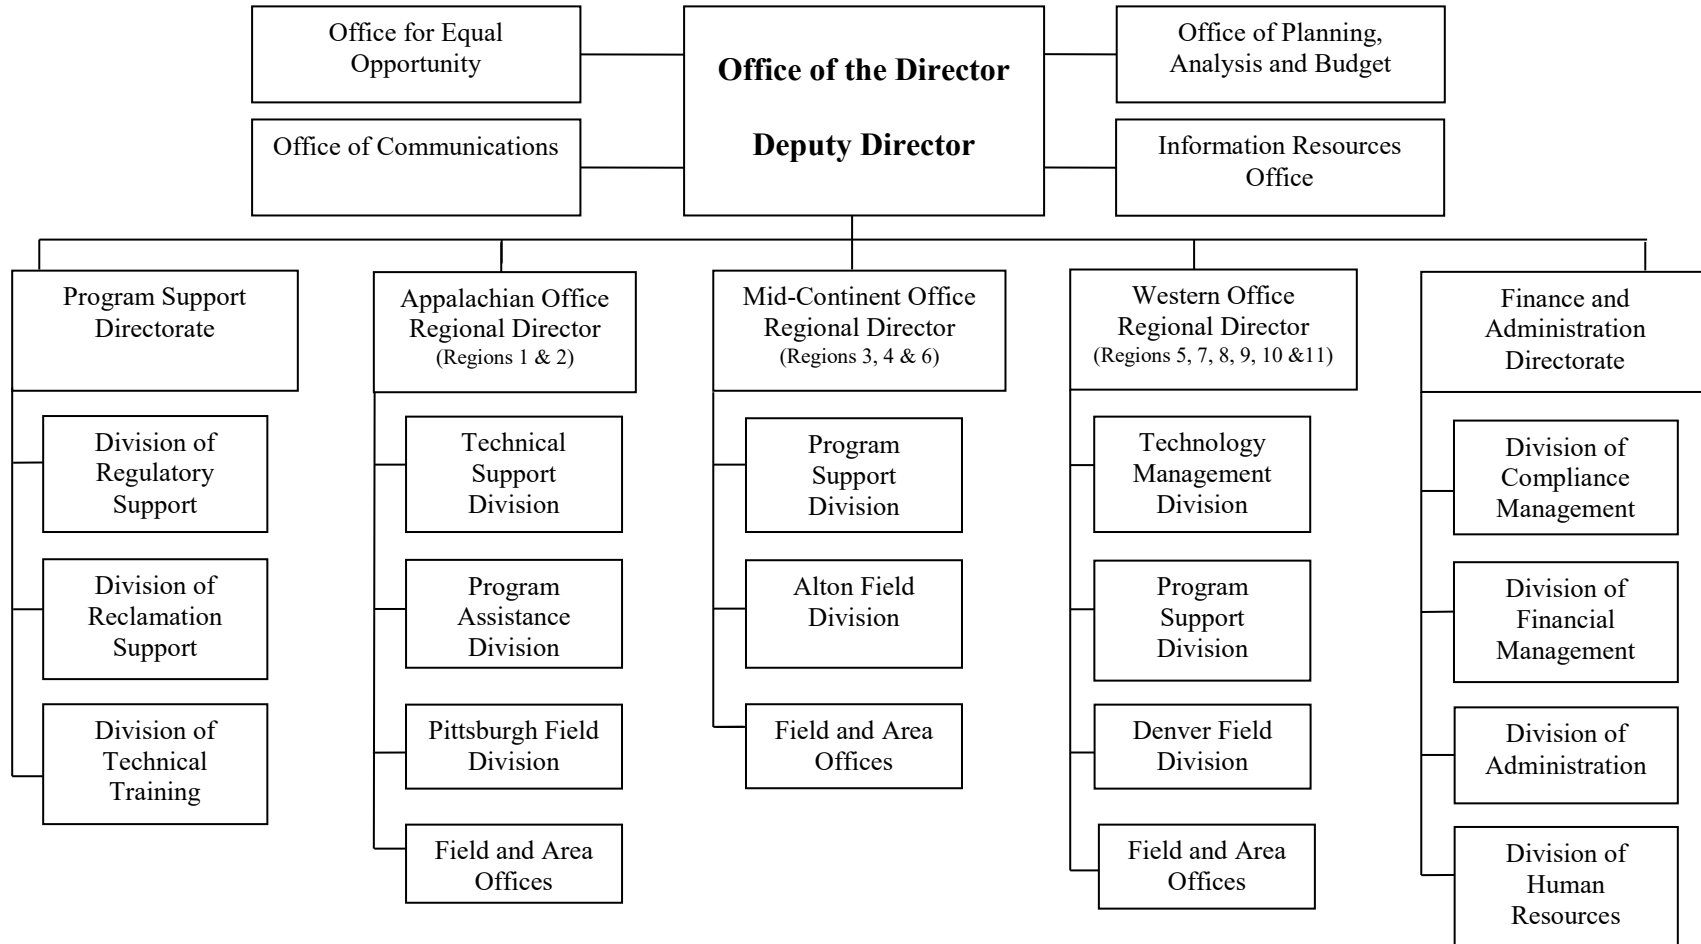 Office for Equal
Opportunity
Office of Communications
Office of the Director
Deputy Director
Office of Planning,
Analysis and Budget
Information Resources
Office
Program Support
Directorate
Division of
Regulatory
Support
Division of
Reclamation
Support
Division of
Technical
Training
Appalachian Office
Regional Director
(Regions 1 & 2)
Technical
Support
Division
Program
Assistance
Division
Pittsburgh Field
Division
Field and Area
Offices
Mid-Continent Office
Regional Director
(Regions 3, 4 & 6)
Program
Support
Division
Alton Field
Division
Field and Area
Offices
Western Office
Regional Director
(Regions 5, 7, 8, 9, 10 &11)
Technology
Management
Division
Program
Support
Division
Denver Field
Division
Field and Area
Offices
Finance and
Administration
Directorate
Division of
Compliance
Management
Division of
Financial
Management
Division of
Administration
Division of
Human
Resources